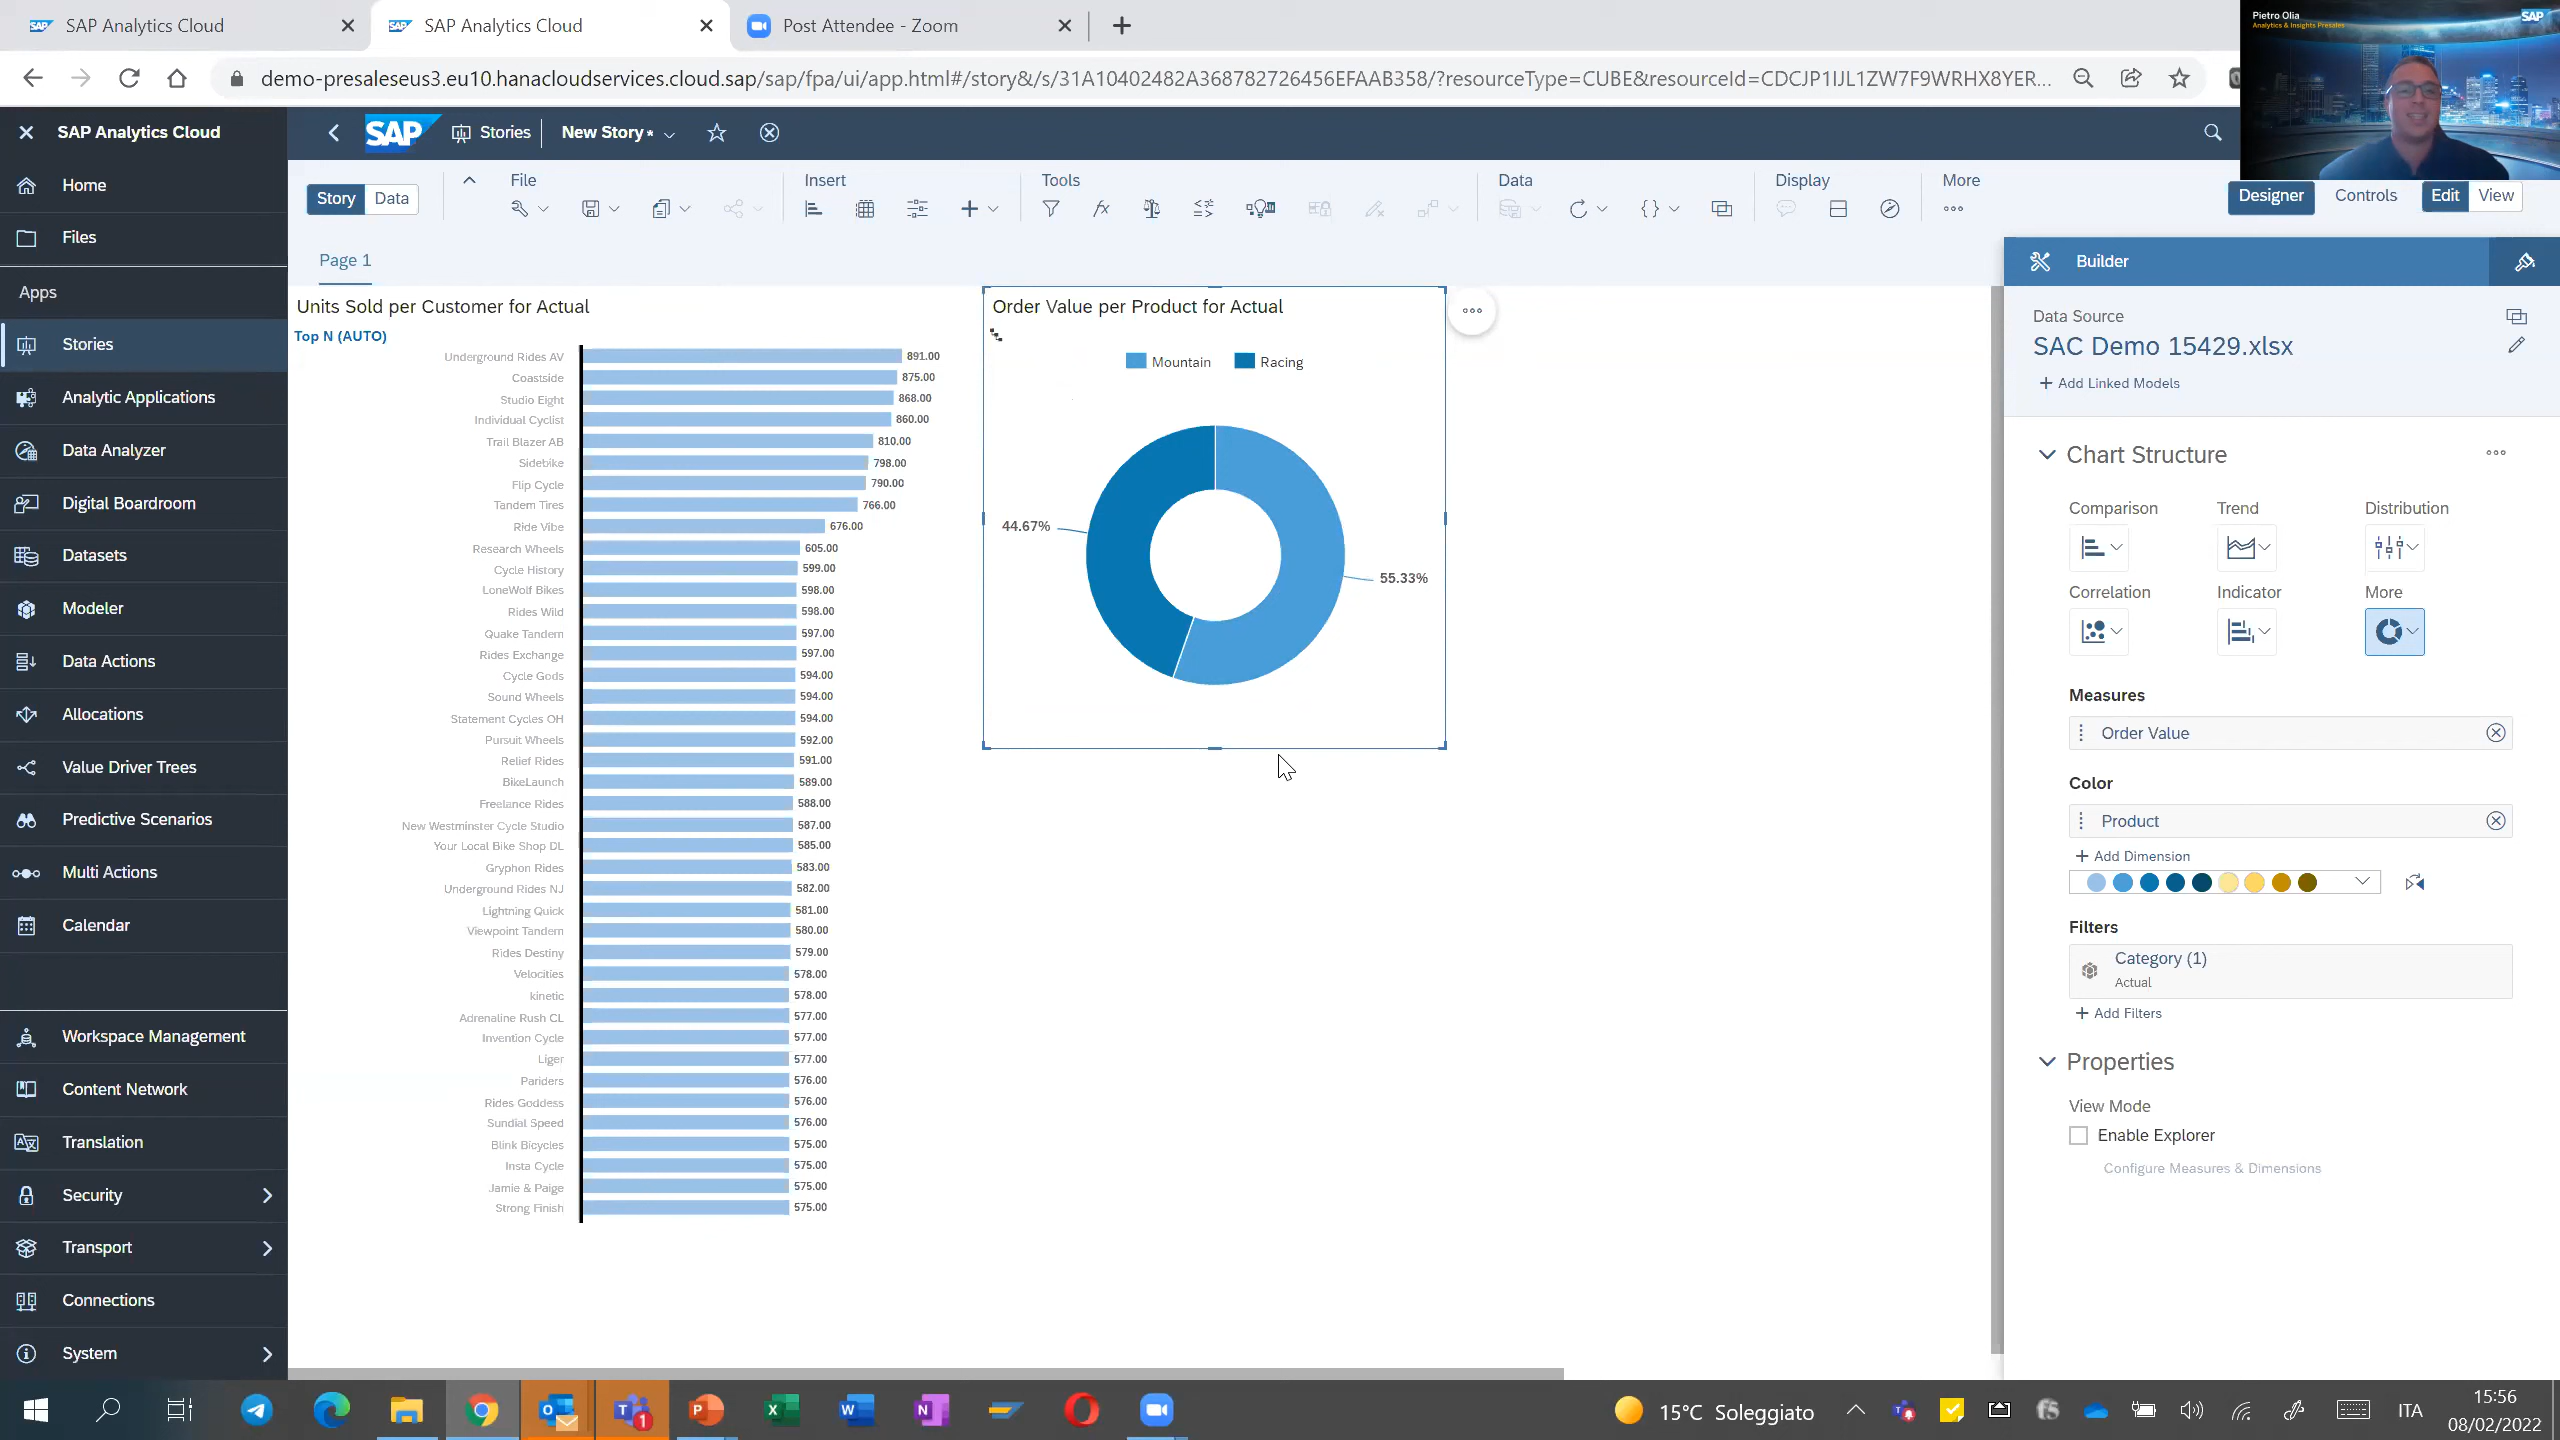 SAP Analytics Cloud
SAP Analytics Cloud
Post Attendee - Zoom
demo-presaleseus3.eu10.hanacloudservices.cloud.sap/sap/fpa/ui/app.html#/story&/s/31A10402482A368782726456EFAAB358/?resourceType=CUBE&resourceId=CDCJP1IJL1ZW7F9WRHX8YER...
Pietro Olia
Analytics & Insights Presales
SAP
SAP Analytics Cloud
SAP
Stories
New Story *
Home
Files
Apps
Stories
Analytic Applications
Data Analyzer
Digital Boardroom
Datasets
Modeler
Data Actions
Allocations
Value Driver Trees
Predictive Scenarios
Multi Actions
Calendar
Workspace Management
Content Network
Translation
Security
Transport
Connections
System
Story
Data
File
Insert
Tools
Data
Display
More
Designer
Controls
Edit
View
Page 1
Units Sold per Customer for Actual
Top N (AUTO)
Underground Rides AV 891.00
Coastside 875.00
Studio Eight 868.00
Individual Cyclist 860.00
Trail Blazer AB 810.00
Sidebike 798.00
Flip Cycle 790.00
Tandem Tires 766.00
Ride Vibe 676.00
Research Wheels 605.00
Cycle History 599.00
LoneWolf Bikes 598.00
Rides Wild 598.00
Quake Tandem 597.00
Rides Exchange 597.00
Cycle Gods 594.00
Sound Wheels 594.00
Statement Cycles OH 594.00
Pursuit Wheels 592.00
Relief Rides 591.00
BikeLaunch 589.00
Freelance Rides 588.00
New Westminster Cycle Studio 587.00
Your Local Bike Shop DL 585.00
Gryphon Rides 583.00
Underground Rides NJ 582.00
Lightning Quick 581.00
Viewpoint Tandem 580.00
Rides Destiny 579.00
Velocities 578.00
kinetic 578.00
Adrenaline Rush CL 577.00
Invention Cycle 577.00
Liger 577.00
Pariders 576.00
Rides Goddess 576.00
Sundial Speed 576.00
Blink Bicycles 575.00
Insta Cycle 575.00
Jamie & Paige 575.00
Strong Finish 575.00
Order Value per Product for Actual
Mountain Racing
44.67%
55.33%
Builder
Data Source
SAC Demo 15429.xlsx
+ Add Linked Models
Chart Structure
Comparison
Trend
Distribution
Correlation
Indicator
More
Measures
Order Value
Color
Product
+ Add Dimension
Filters
Category (1)
Actual
+ Add Filters
Properties
View Mode
Enable Explorer
Configure Measures & Dimensions
15°C Soleggiato
ITA
15:56
08/02/2022